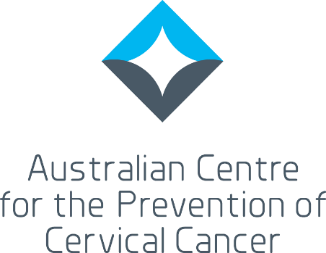 Australian Centre
for the Prevention of
Cervical Cancer